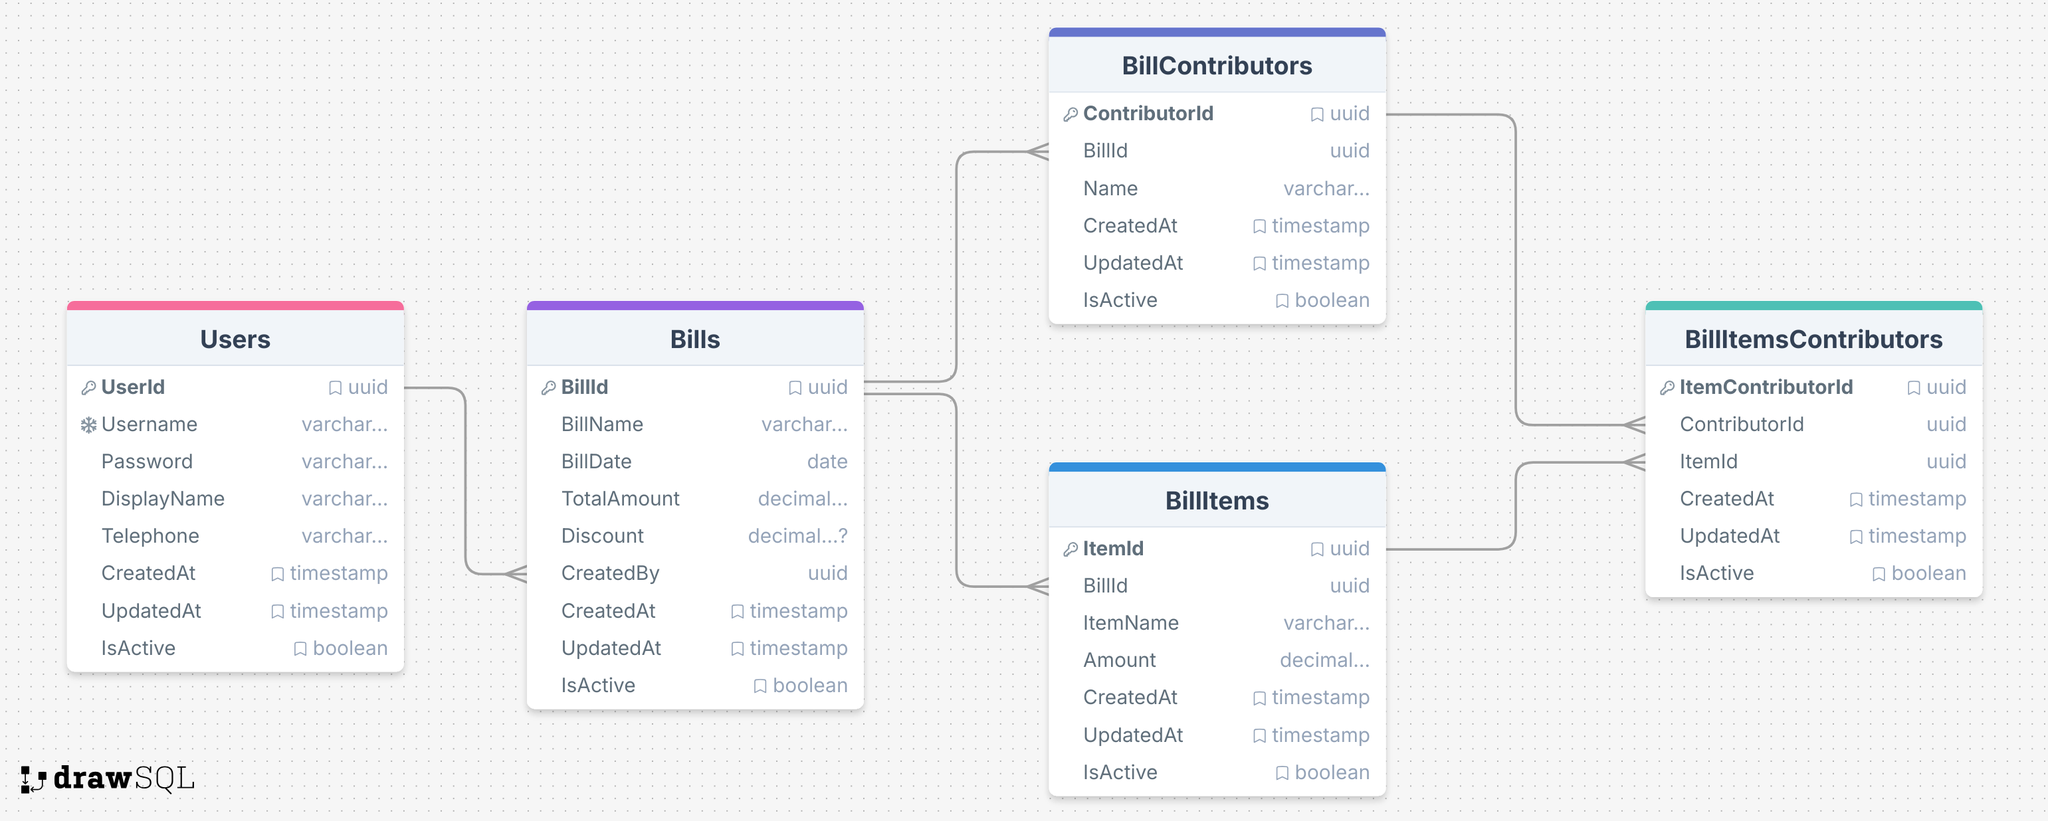 Users
UserId uuid
Username varchar...
Password varchar...
DisplayName varchar...
Telephone varchar...
CreatedAt timestamp
UpdatedAt timestamp
IsActive boolean
Bills
BillId uuid
BillName varchar...
BillDate date
TotalAmount decimal...
Discount decimal...?
CreatedBy uuid
CreatedAt timestamp
UpdatedAt timestamp
IsActive boolean
BillContributors
ContributorId uuid
BillId uuid
Name varchar...
CreatedAt timestamp
UpdatedAt timestamp
IsActive boolean
BillItems
ItemId uuid
BillId uuid
ItemName varchar...
Amount decimal...
CreatedAt timestamp
UpdatedAt timestamp
IsActive boolean
BillItemsContributors
ItemContributorId uuid
ContributorId uuid
ItemId uuid
CreatedAt timestamp
UpdatedAt timestamp
IsActive boolean
drawSQL